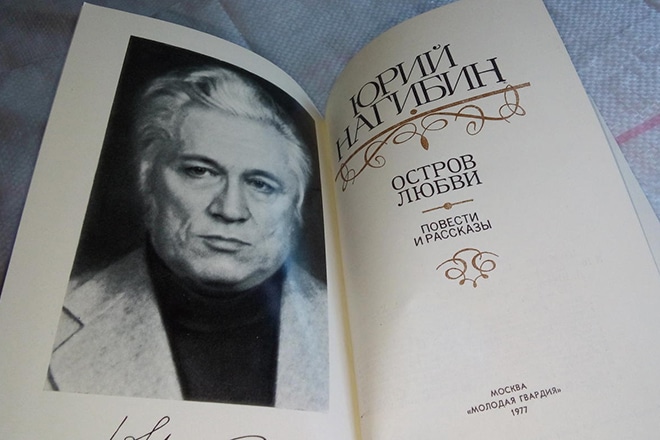 ЮРИЙ
НАГИБИН
ОСТРОВ
ЛЮБВИ
ПОВЕСТИ
И РАССКАЗЫ
МОСКВА
«МОЛОДАЯ ГВАРДИЯ»
1977